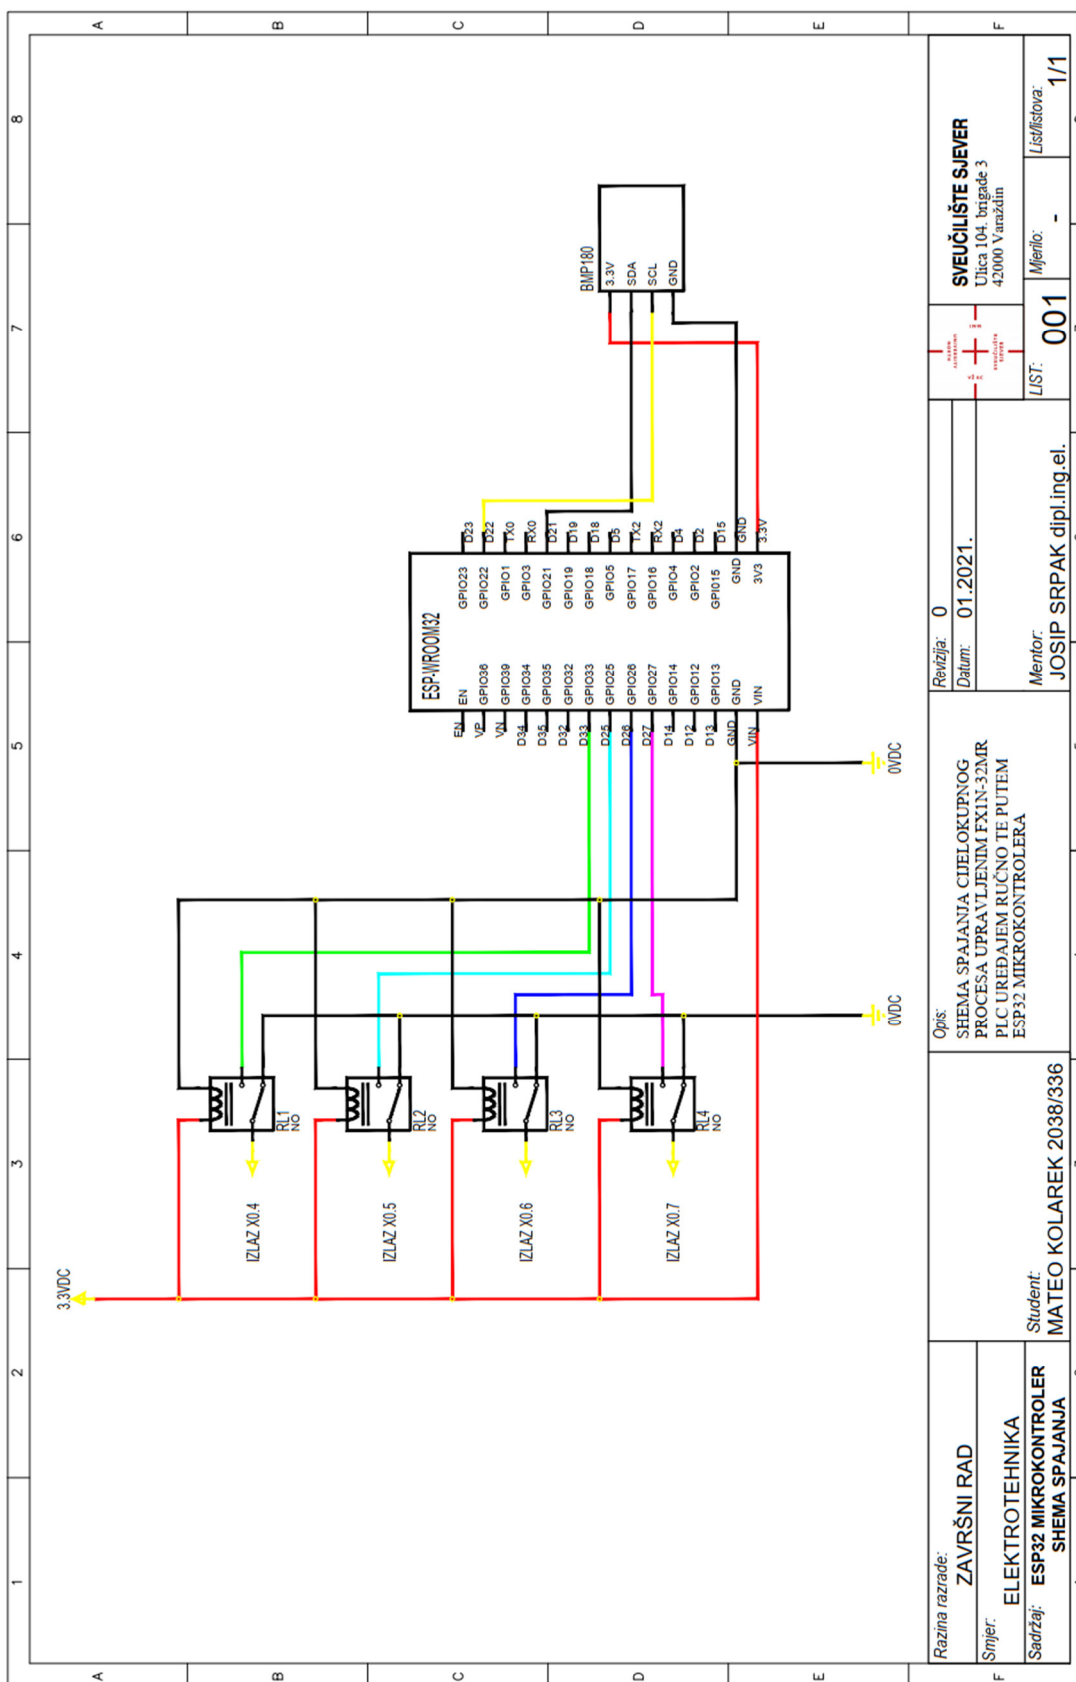 1
2
3
4
5
6
7
8
A
B
C
D
E
F
A
B
C
D
E
F
3.3VDC
IZLAZ X0.4
IZLAZ X0.5
IZLAZ X0.6
IZLAZ X0.7
RL1
NO
RL2
NO
RL3
NO
RL4
NO
0VDC
0VDC
ESP-WROOM32
EN EN
VP GPIO36
VN GPIO39
D34 GPIO34
D35 GPIO35
D32 GPIO32
D33 GPIO33
D25 GPIO25
D26 GPIO26
D27 GPIO27
D14 GPIO14
D12 GPIO12
D13 GPIO13
GND GND
VIN VIN
GPIO23 D23
GPIO22 D22
GPIO1 TX0
GPIO3 RX0
GPIO21 D21
GPIO19 D19
GPIO18 D18
GPIO5 D5
GPIO17 TX2
GPIO16 RX2
GPIO4 D4
GPIO2 D2
GPIO15 D15
GND GND
3V3 3.3V
BMP180
3.3V
SDA
SCL
GND
Razina razrade:
ZAVRŠNI RAD
Smjer:
ELEKTROTEHNIKA
Sadržaj: ESP32 MIKROKONTROLER
SHEMA SPAJANJA
Student:
MATEO KOLAREK 2038/336
Opis:
SHEMA SPAJANJA CIJELOKUPNOG
PROCESA UPRAVLJENIM FX1N-32MR
PLC UREĐAJEM RUČNO TE PUTEM
ESP32 MIKROKONTROLERA
Revizija: 0
Datum: 01.2021.
Mentor:
JOSIP SRPAK dipl.ing.el.
SVEUČILIŠTE SJEVER
Ulica 104. brigade 3
42000 Varaždin
LIST: 001
Mjerilo: -
List/listova: 1/1